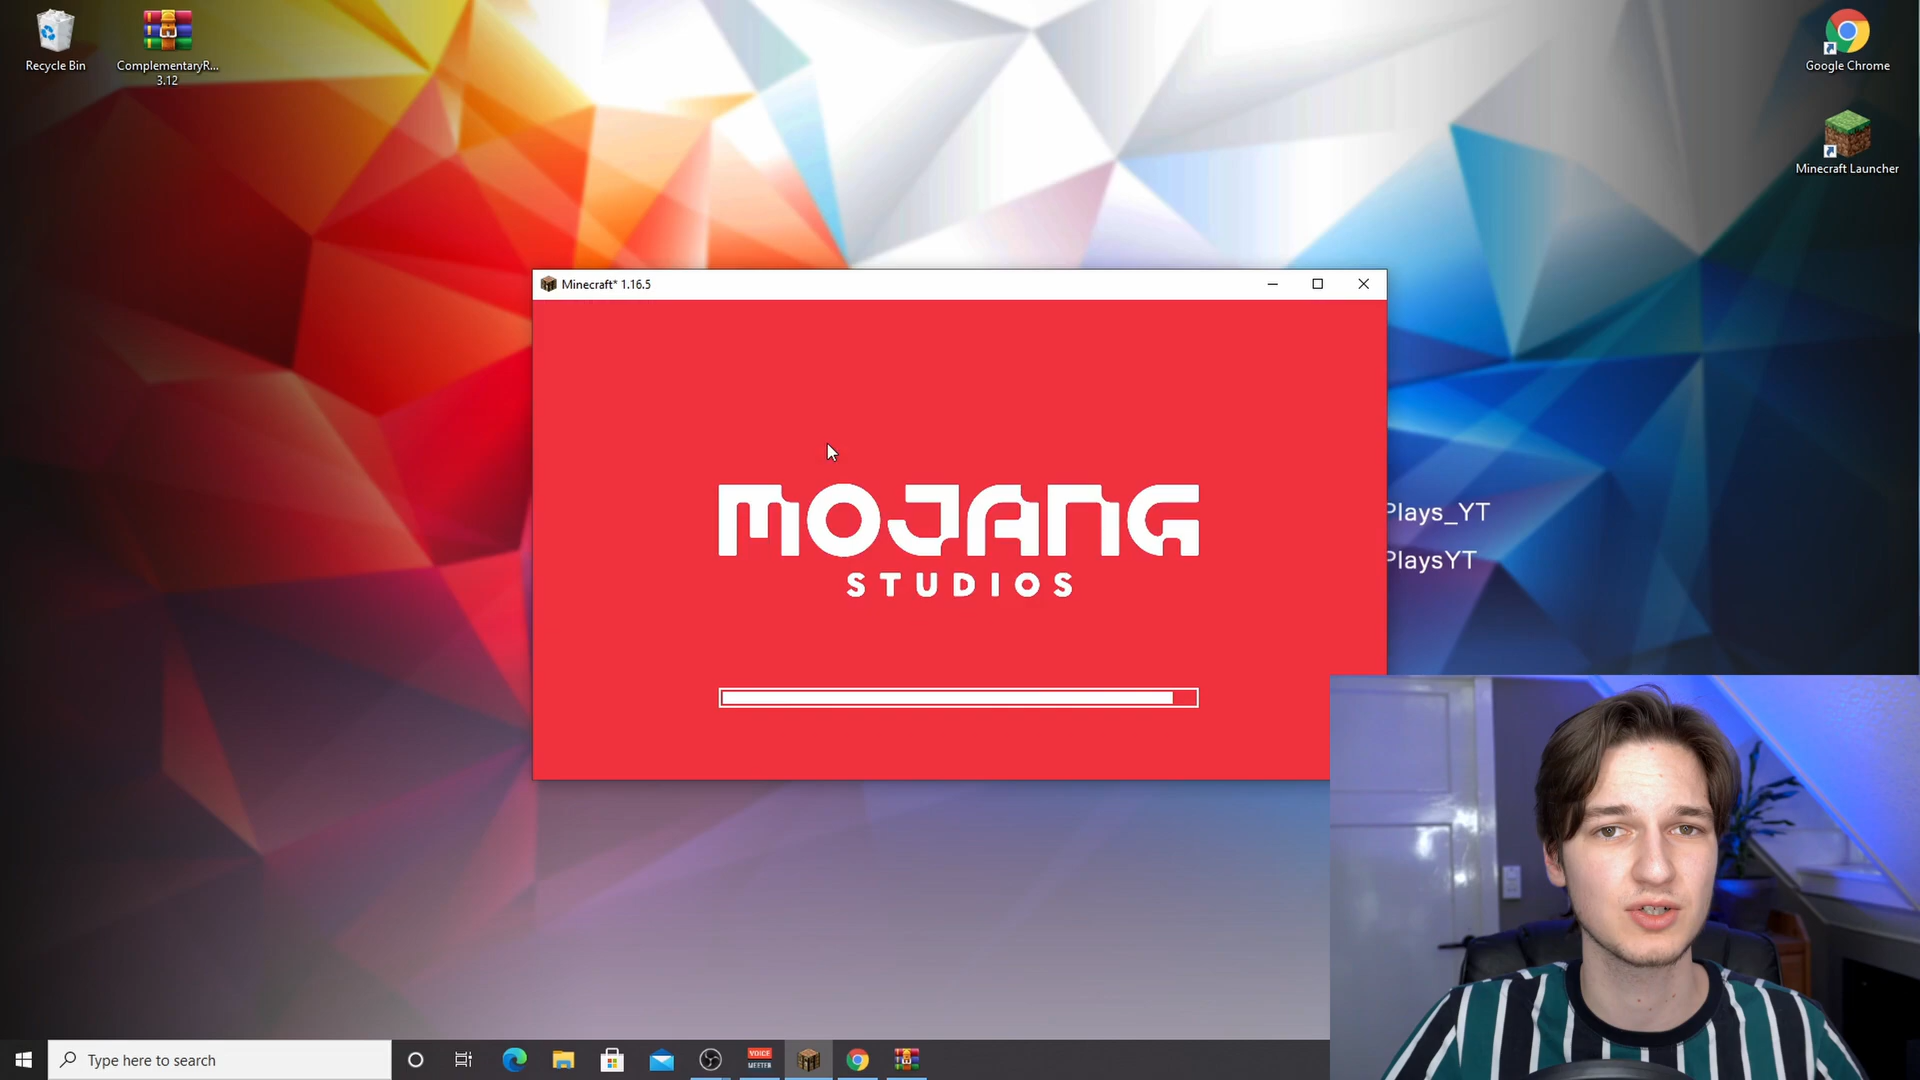 Recycle Bin
ComplementaryR...
3.12
Google Chrome
Minecraft Launcher
Minecraft* 1.16.5
MOJANG
STUDIOS
Plays_YT
PlaysYT
Type here to search
VOICE
MEETER